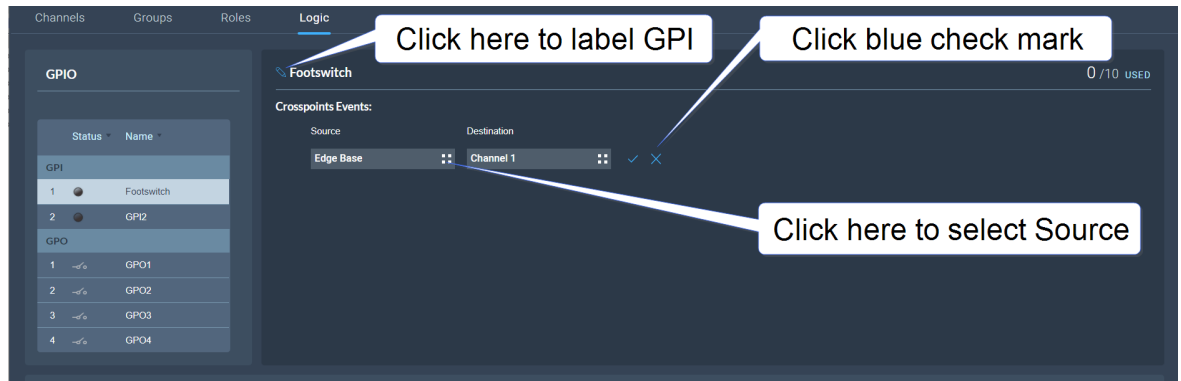 Channels Groups Roles Logic
Click here to label GPI
Click blue check mark
GPIO
Footswitch
0 /10 USED
Crosspoints Events:
Source Destination
Status Name
Edge Base Channel 1
GPI
1 Footswitch
2 GPI2
Click here to select Source
GPO
1 GPO1
2 GPO2
3 GPO3
4 GPO4